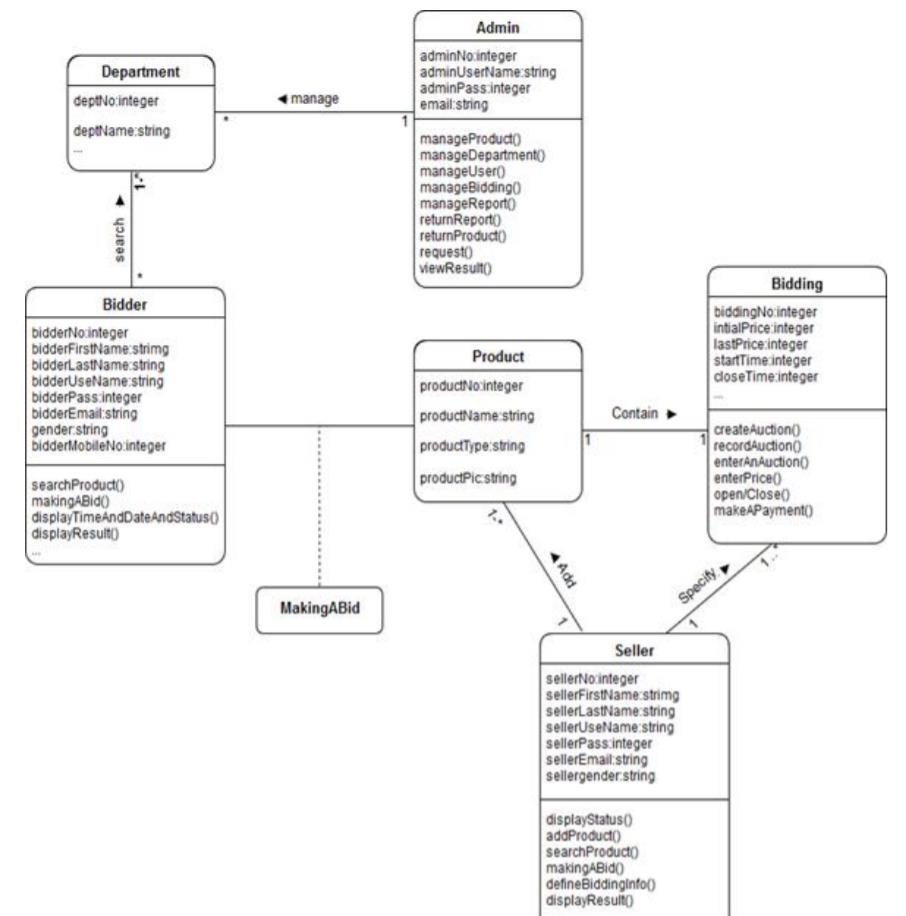 Admin
adminNo:integer
adminUserName:string
adminPass:integer
email:string
manageProduct()
manageDepartment()
manageUser()
manageBidding()
manageReport()
returnReport()
returnProduct()
request()
viewResult()
Department
deptNo:integer
deptName:string
...
◄ manage
*
1
1-*
search ►
*
Bidder
bidderNo:integer
bidderFirstName:strimg
bidderLastName:string
bidderUseName:string
bidderPass:integer
bidderEmail:string
gender:string
bidderMobileNo:integer
searchProduct()
makingABid()
displayTimeAndDateAndStatus()
displayResult()
...
Product
productNo:integer
productName:string
productType:string
productPic:string
Contain ►
1
1
Bidding
biddingNo:integer
intialPrice:integer
lastPrice:integer
startTime:integer
closeTime:integer
...
createAuction()
recordAuction()
enterAnAuction()
enterPrice()
open/Close()
makeAPayment()
MakingABid
1-*
◄ Add
1
1..*
Specify ►
1
Seller
sellerNo:integer
sellerFirstName:strimg
sellerLastName:string
sellerUseName:string
sellerPass:integer
sellerEmail:string
sellergender:string
displayStatus()
addProduct()
searchProduct()
makingABid()
defineBiddingInfo()
displayResult()